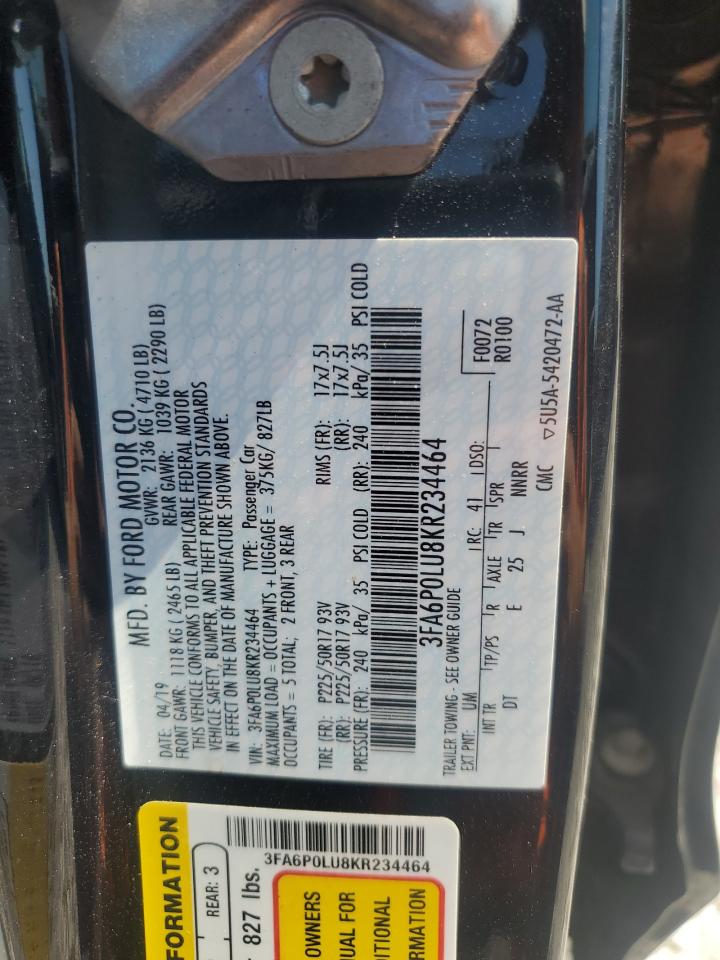 MFD. BY FORD MOTOR CO.
DATE: 04/19 GVWR: 2136 KG ( 4710 LB)
FRONT GAWR: 1118 KG ( 2465 LB) REAR GAWR: 1039 KG ( 2290 LB)
THIS VEHICLE CONFORMS TO ALL APPLICABLE FEDERAL MOTOR
VEHICLE SAFETY, BUMPER, AND THEFT PREVENTION STANDARDS
IN EFFECT ON THE DATE OF MANUFACTURE SHOWN ABOVE.
VIN: 3FA6P0LU8KR234464 TYPE: Passenger Car
MAXIMUM LOAD = OCCUPANTS + LUGGAGE = 375KG/ 827LB
OCCUPANTS = 5 TOTAL; 2 FRONT, 3 REAR
TIRE (FR): P225/50R17 93V RIMS (FR): 17x7.5J
(RR): P225/50R17 93V (RR): 17x7.5J
PRESSURE (FR): 240 kPa/ 35 PSI COLD (RR): 240 kPa/ 35 PSI COLD
3FA6P0LU8KR234464
TRAILER TOWING - SEE OWNER GUIDE
F0072
R0100
EXT PNT: UM RC: 41 DSO:
INT TR TP/PS R AXLE TR SPR
DT E 25 J NNRR
CMC ▽5U5A-5420472-AA
FORMATION
REAR: 3
827 lbs.
3FA6P0LU8KR234464
OWNERS
UAL FOR
DITIONAL
RMATION